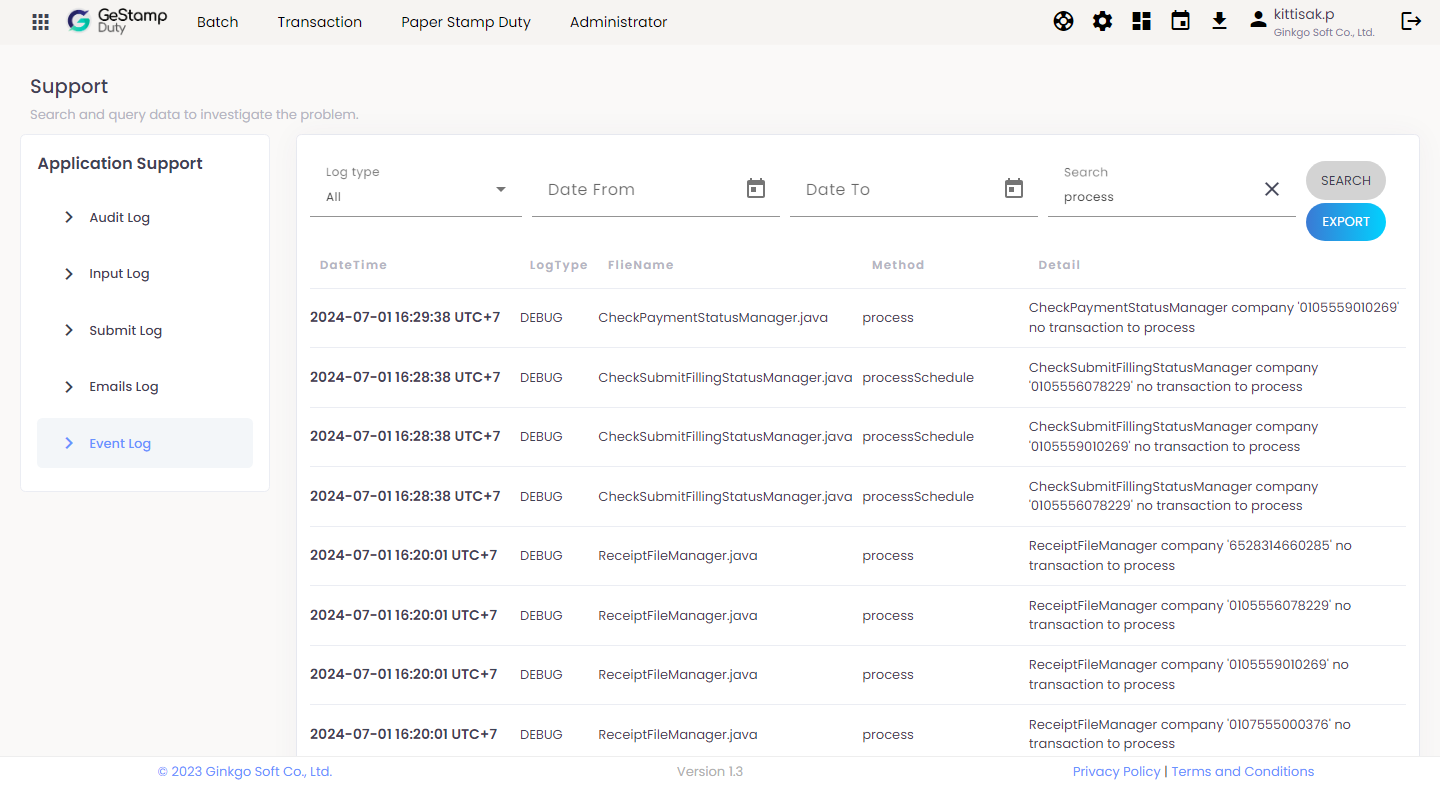 GeStamp
Duty
Batch
Transaction
Paper Stamp Duty
Administrator
kittisak.p
Ginkgo Soft Co., Ltd.
Support
Search and query data to investigate the problem.
Application Support
Audit Log
Input Log
Submit Log
Emails Log
Event Log
Log type
All
Date From
Date To
Search
process
SEARCH
EXPORT
DateTime LogType FlieName Method Detail
2024-07-01 16:29:38 UTC+7 DEBUG CheckPaymentStatusManager.java process CheckPaymentStatusManager company '0105559010269'
no transaction to process
2024-07-01 16:28:38 UTC+7 DEBUG CheckSubmitFillingStatusManager.java processSchedule CheckSubmitFillingStatusManager company
'0105556078229' no transaction to process
2024-07-01 16:28:38 UTC+7 DEBUG CheckSubmitFillingStatusManager.java processSchedule CheckSubmitFillingStatusManager company
'0105559010269' no transaction to process
2024-07-01 16:28:38 UTC+7 DEBUG CheckSubmitFillingStatusManager.java processSchedule CheckSubmitFillingStatusManager company
'0105556078229' no transaction to process
2024-07-01 16:20:01 UTC+7 DEBUG ReceiptFileManager.java process ReceiptFileManager company '6528314660285' no
transaction to process
2024-07-01 16:20:01 UTC+7 DEBUG ReceiptFileManager.java process ReceiptFileManager company '0105556078229' no
transaction to process
2024-07-01 16:20:01 UTC+7 DEBUG ReceiptFileManager.java process ReceiptFileManager company '0105559010269' no
transaction to process
2024-07-01 16:20:01 UTC+7 DEBUG ReceiptFileManager.java process ReceiptFileManager company '0107555000376' no
transaction to process
© 2023 Ginkgo Soft Co., Ltd.
Version 1.3
Privacy Policy | Terms and Conditions